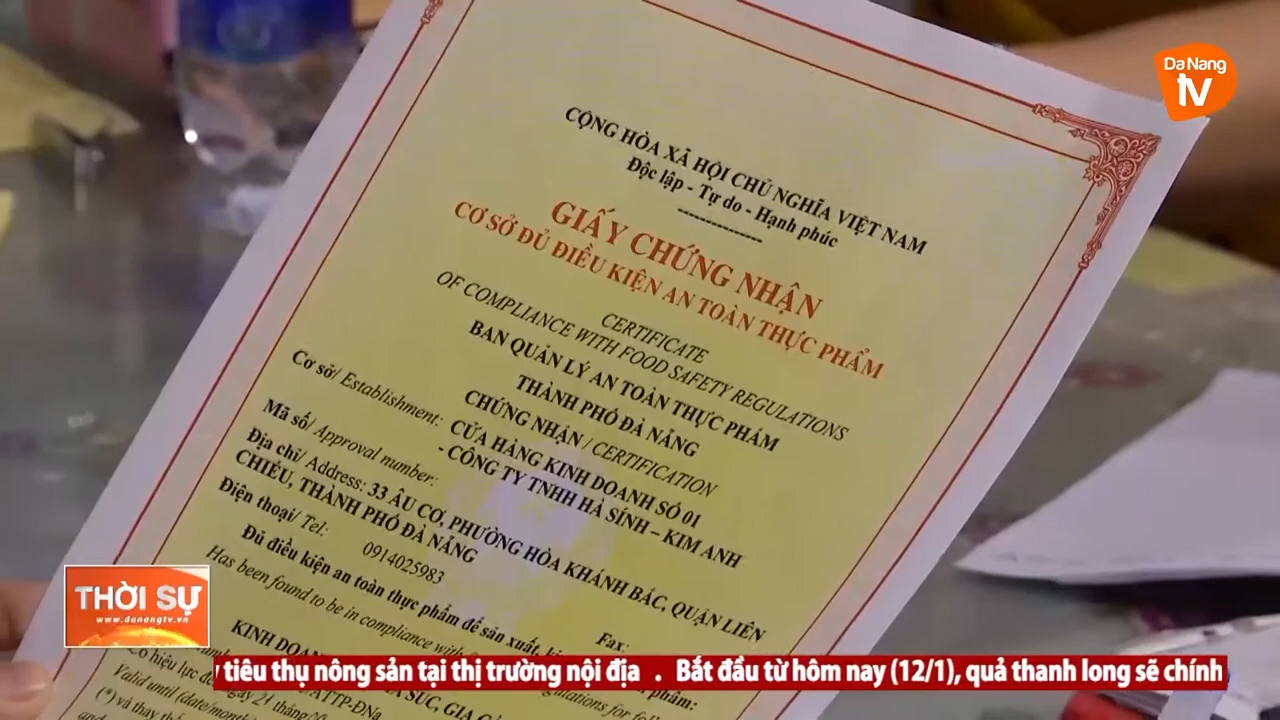 Da Nang
tv
CỘNG HÒA XÃ HỘI CHỦ NGHĨA VIỆT NAM
Độc lập - Tự do - Hạnh phúc
GIẤY CHỨNG NHẬN
CƠ SỞ ĐỦ ĐIỀU KIỆN AN TOÀN THỰC PHẨM
CERTIFICATE
OF COMPLIANCE WITH FOOD SAFETY REGULATIONS
BAN QUẢN LÝ AN TOÀN THỰC PHẨM
THÀNH PHỐ ĐÀ NẴNG
CHỨNG NHẬN / CERTIFICATION
Cơ sở/ Establishment: CỬA HÀNG KINH DOANH SỐ 01
- CÔNG TY TNHH HÀ SÍNH – KIM ANH
Mã số/ Approval number:
Địa chỉ/ Address: 33 ÂU CƠ, PHƯỜNG HÒA KHÁNH BẮC, QUẬN LIÊN
CHIỂU, THÀNH PHỐ ĐÀ NẴNG
Điện thoại/ Tel: 0914025983 Fax:
Đủ điều kiện an toàn thực phẩm để sản xuất,
Has been found to be in compliance with
KINH
Có hiệu lực
Valid until
THỜI SỰ
www.danangtv.vn
tiêu thụ nông sản tại thị trường nội địa . Bắt đầu từ hôm nay (12/1), quả thanh long sẽ chính